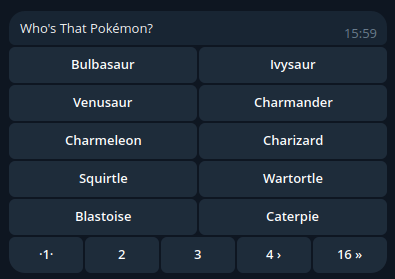 Who's That Pokémon?
15:59
Bulbasaur Ivysaur
Venusaur Charmander
Charmeleon Charizard
Squirtle Wartortle
Blastoise Caterpie
·1· 2 3 4 › 16 »